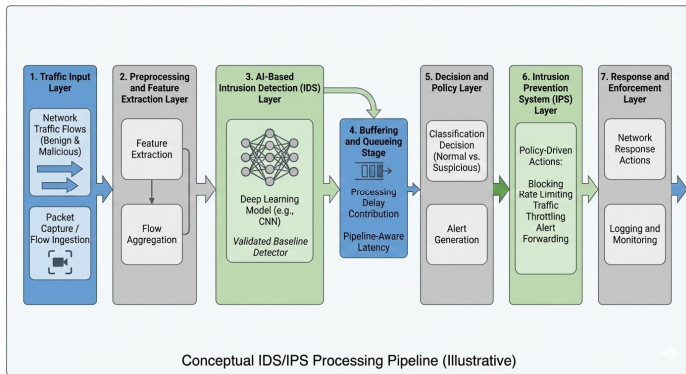 1. Traffic Input
Layer
Network
Traffic Flows
(Benign &
Malicious)
Packet
Capture /
Flow Ingestion
2. Preprocessing
and Feature
Extraction Layer
Feature
Extraction
Flow
Aggregation
3. AI-Based
Intrusion Detection (IDS)
Layer
Deep Learning
Model (e.g.,
CNN)
Validated Baseline
Detector
4. Buffering
and Queueing
Stage
Processing
Delay
Contribution
Pipeline-Aware
Latency
5. Decision and
Policy Layer
Classification
Decision
(Normal vs.
Suspicious)
Alert
Generation
6. Intrusion
Prevention
System (IPS)
Layer
Policy-Driven
Actions:
Blocking
Rate Limiting
Traffic
Throttling
Alert
Forwarding
7. Response and
Enforcement
Layer
Network
Response
Actions
Logging and
Monitoring
Conceptual IDS/IPS Processing Pipeline (Illustrative)